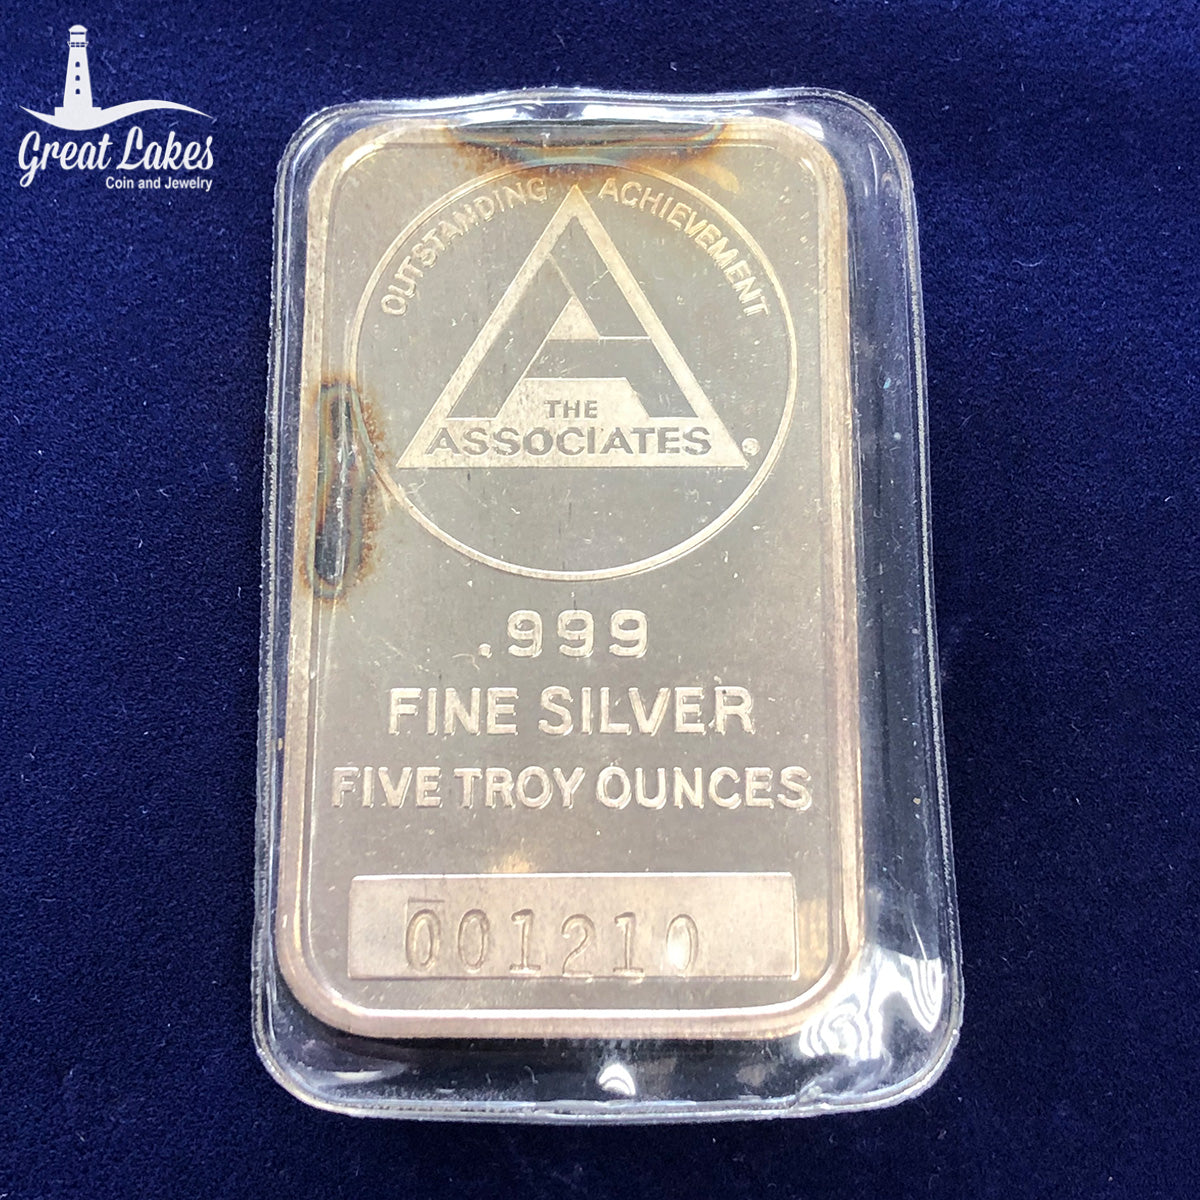 Great Lakes
Coin and Jewelry
OUTSTANDING ACHIEVEMENT
THE
ASSOCIATES
.999
FINE SILVER
FIVE TROY OUNCES
001210